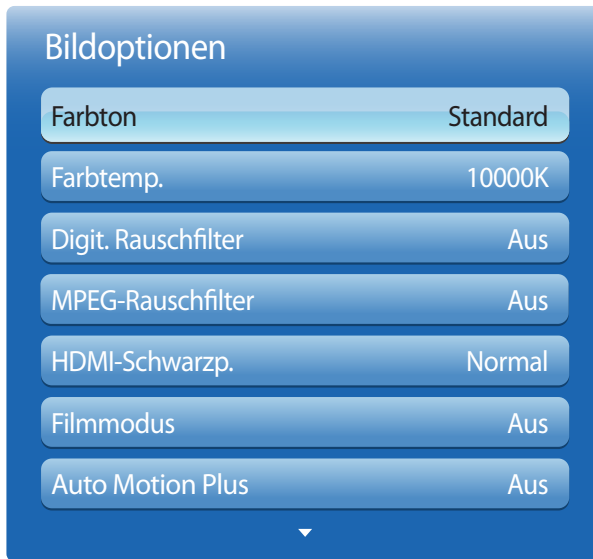 Bildoptionen
Farbton Standard
Farbtemp. 10000K
Digit. Rauschfilter Aus
MPEG-Rauschfilter Aus
HDMI-Schwarzp. Normal
Filmmodus Aus
Auto Motion Plus Aus